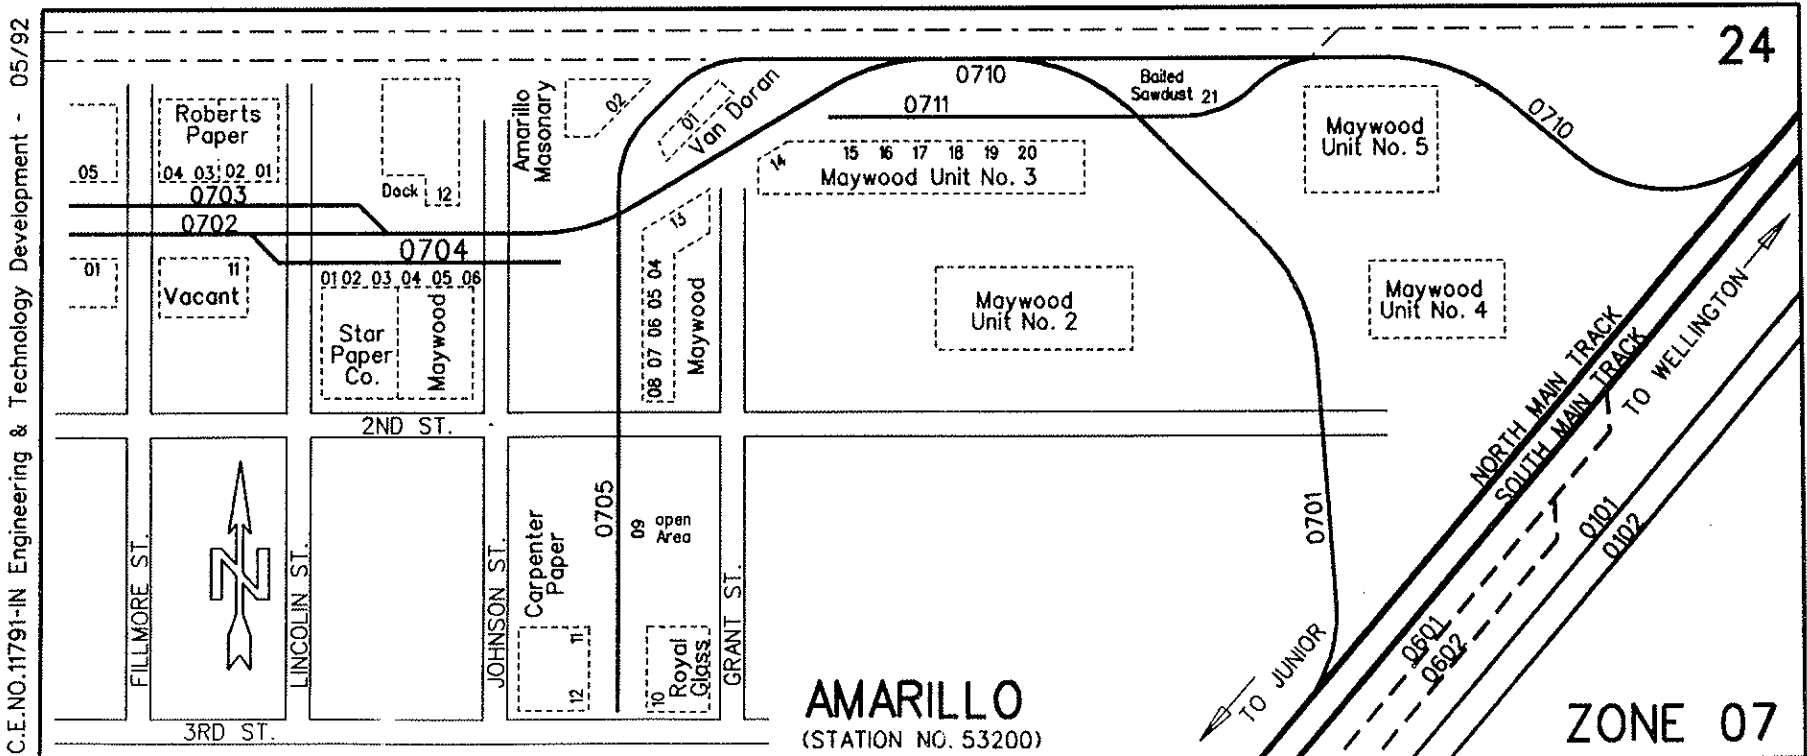 C.E.NO.11791-IN Engineering & Technology Development - 05/92
24
Roberts
Paper
04 03 02 01
05
0703
0702
0704
Dock
12
Amarillo
Masonary
02
01
Van Doran
0710
0711
Bailed
Sawdust 21
0710
14
15 16 17 18 19 20
Maywood Unit No. 3
Maywood
Unit No. 5
01
11
Vacant
01 02 03 04 05 06
Star
Paper
Co.
Maywood
13
08 07 06 05 04
Maywood
Maywood
Unit No. 2
Maywood
Unit No. 4
2ND ST.
NORTH MAIN TRACK
SOUTH MAIN TRACK
TO WELLINGTON
0705
09
open
Area
0701
0101
0102
0601
0602
N
FILLMORE ST.
LINCOLIN ST.
JOHNSON ST.
Carpenter
Paper
11
12
10
Royal
Glass
GRANT ST.
3RD ST.
AMARILLO
(STATION NO. 53200)
TO JUNIOR
ZONE 07